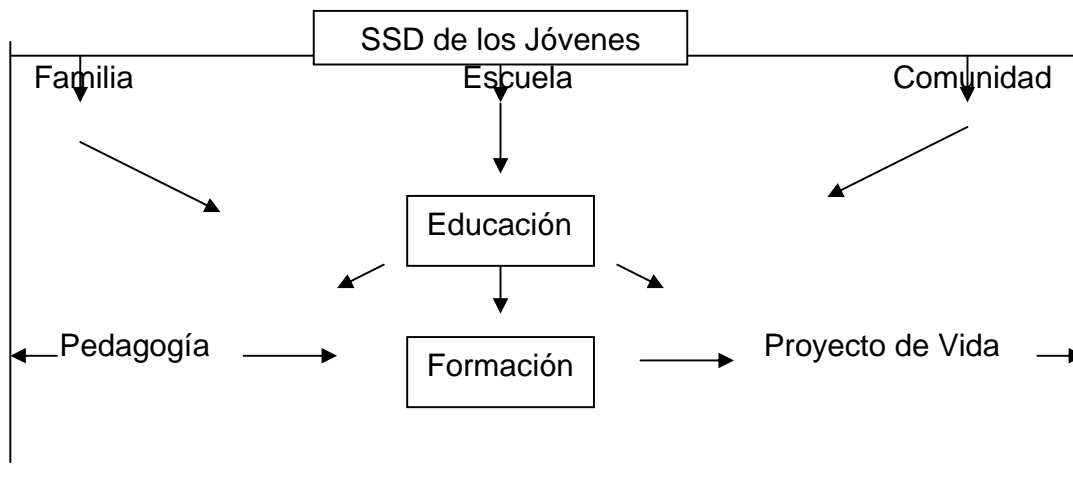 SSD de los Jóvenes
Familia Escuela Comunidad
Educación
Pedagogía Formación Proyecto de Vida